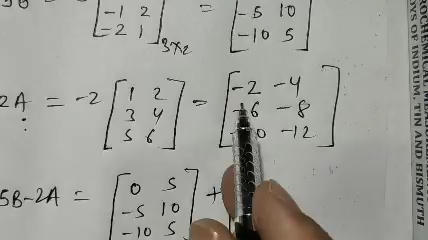 -1 2 = -5 10
-2 1 3×2 -10 5
2A = -2 [1 2 = [-2 -4
3 4 -6 -8
5 6] -12]
5B-2A = [0 5 +
-5 10
-10 5
ROCHEMICAL RECO
YS OF INDIUM, TIN AND BISMUTH